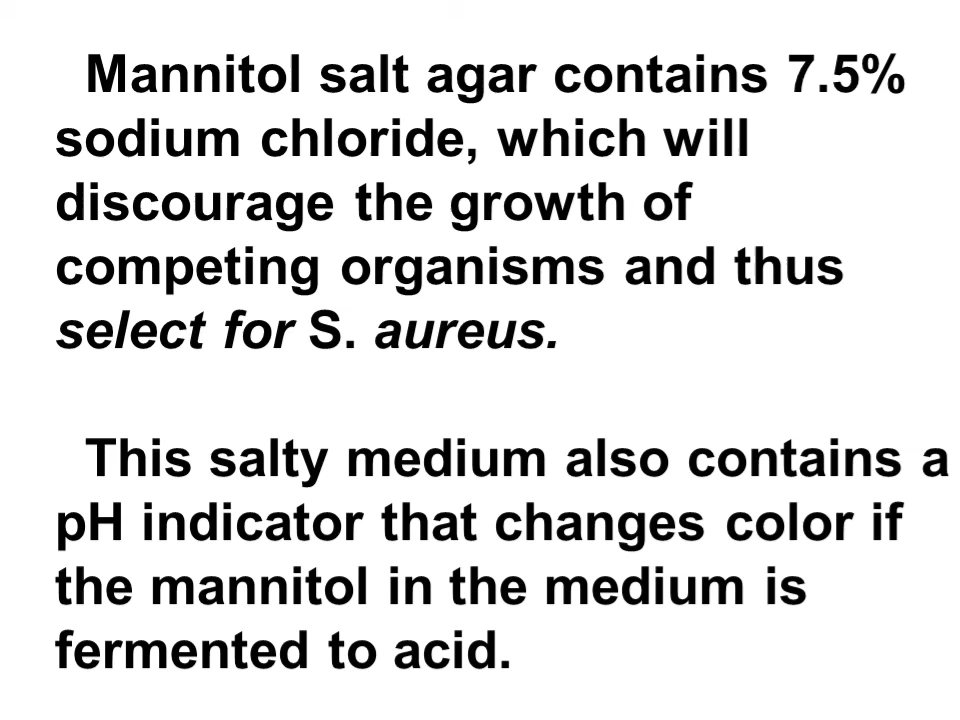 Mannitol salt agar contains 7.5%
sodium chloride, which will
discourage the growth of
competing organisms and thus
select for S. aureus.
This salty medium also contains a
pH indicator that changes color if
the mannitol in the medium is
fermented to acid.